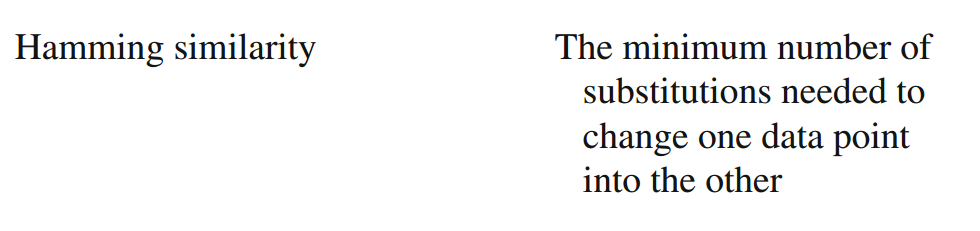 Hamming similarity
The minimum number of
substitutions needed to
change one data point
into the other